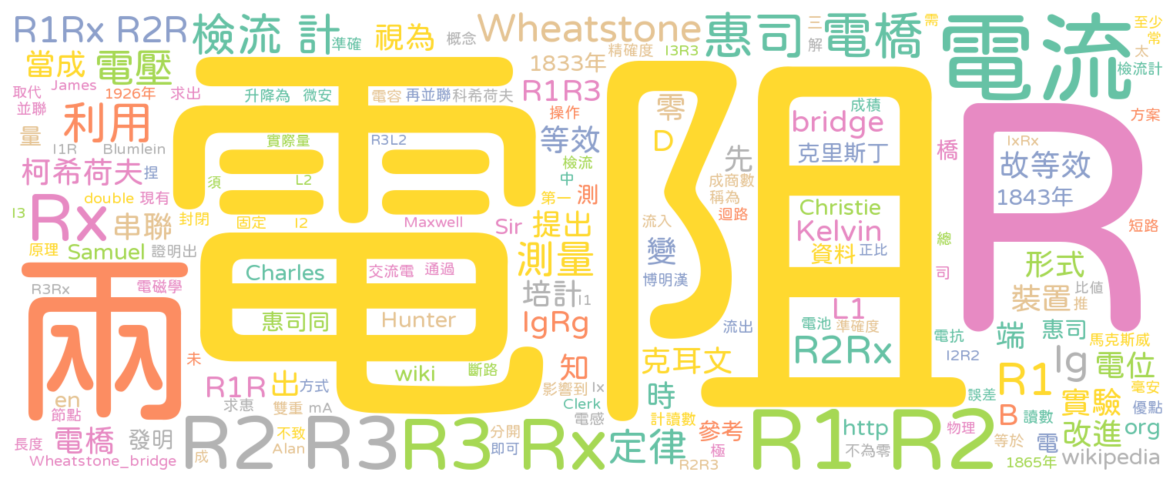 R1Rx R2R 檢流 計 準確 視為 概念 Wheatstone 惠司 電橋 三 解 需 電流 至少 常 太
當成 電壓 精確度 I3R3 檢流計
取代 James 1926年 求出 升降為 微安 電容 再並聯 科希荷夫 1833年 R1R3 零 成積
並聯 利用 操作 bridge 方案
量 I1R Blumlein 實際量 R3L2 等效 D 先 克里斯丁 橋 IxRx 故等效
柯希荷夫 捏 須 L2 檢流 中 成商數 1843年
I3 Rx double 現有 串聯 封閉 固定 I2 Maxwell Sir 第一 測 提出 稱為 迴路 Christie Kelvin R 短路
原理 Samuel 證明出 電阻 測量 流入 變 資料 正比 總 形式
R3Rx 電磁學 Charles 交流電 通過 培計 I1 博明漢 司 裝置 比值 推
兩 惠司同 Hunter IgRg 流出 L1 電池 準確度 電抗 端 惠司 馬克斯威
未 wiki 斷路 知 克耳文 R2Rx I2R2 Ig 電位
en R1R 出 方式 影響到 Ix 時 誤差 R1 實驗 毫安
節點 求惠 雙重 mA 電感 Clerk 計讀數 B 讀數 優點
長度 電橋 發明 R2 R3 R3 Rx 不致 分開 定律 參考 R1 R2 http 物理 電 改進 org
Wheatstone_bridge 成 Alan 即可 R2R3 極 不為零 等於 1865年 wikipedia